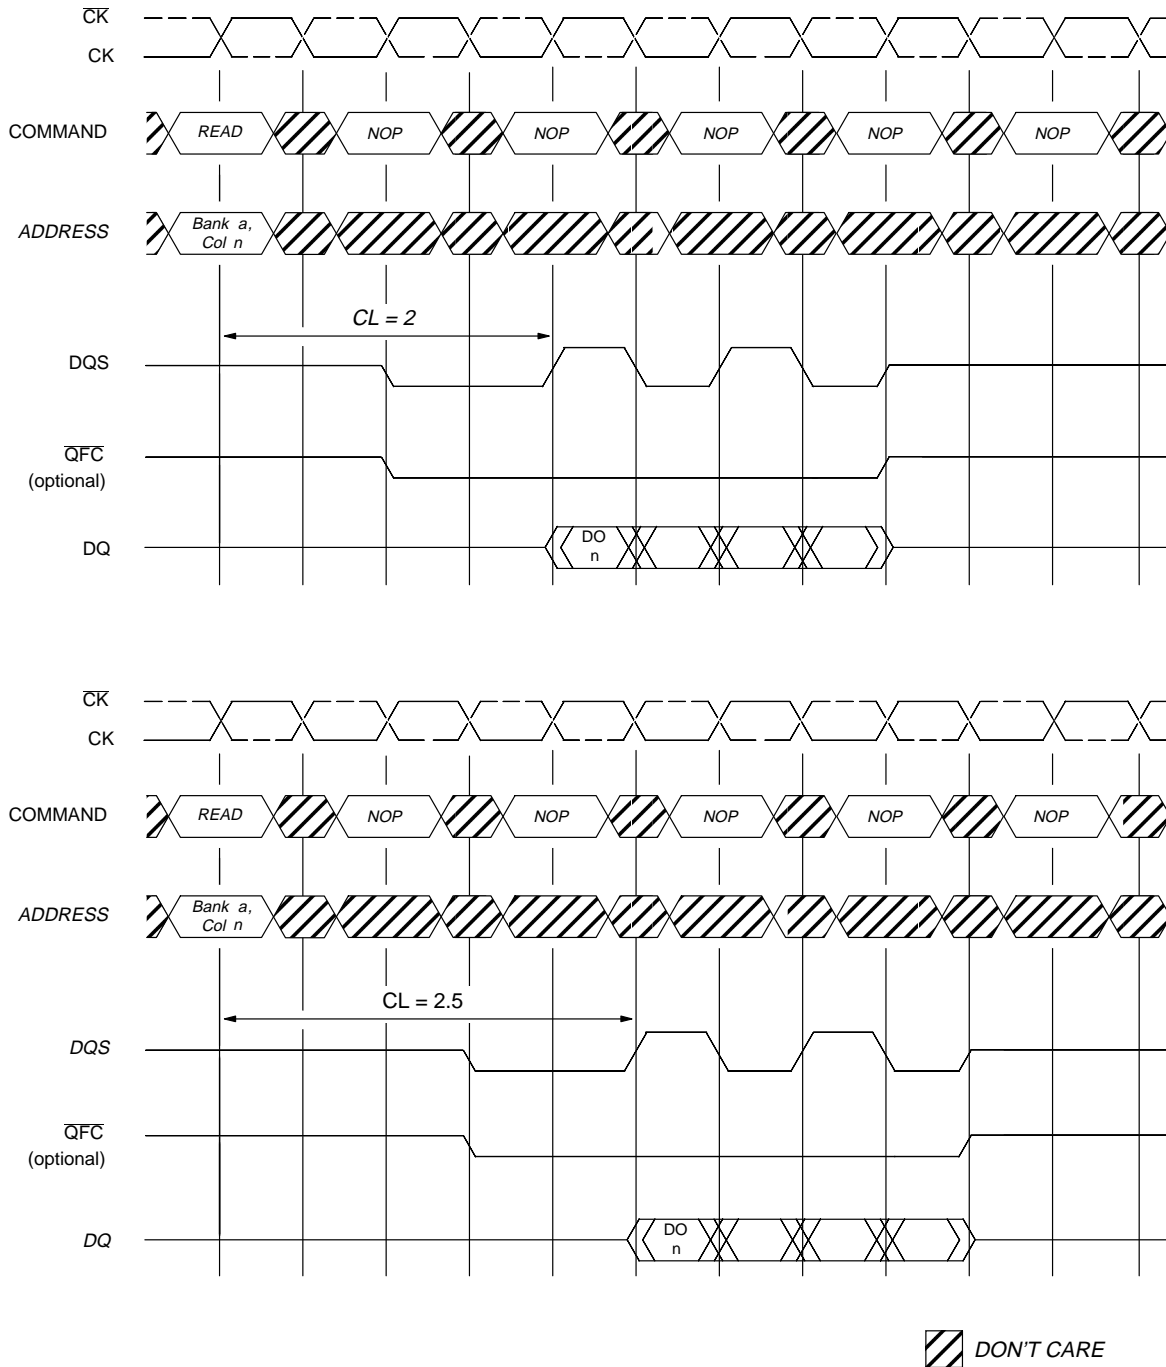 CK
CK
COMMAND
READ NOP NOP NOP NOP NOP
ADDRESS
Bank a,
Col n
CL = 2
DQS
QFC
(optional)
DQ
DO
n
CK
CK
COMMAND
READ NOP NOP NOP NOP NOP
ADDRESS
Bank a,
Col n
CL = 2.5
DQS
QFC
(optional)
DQ
DO
n
DON'T CARE